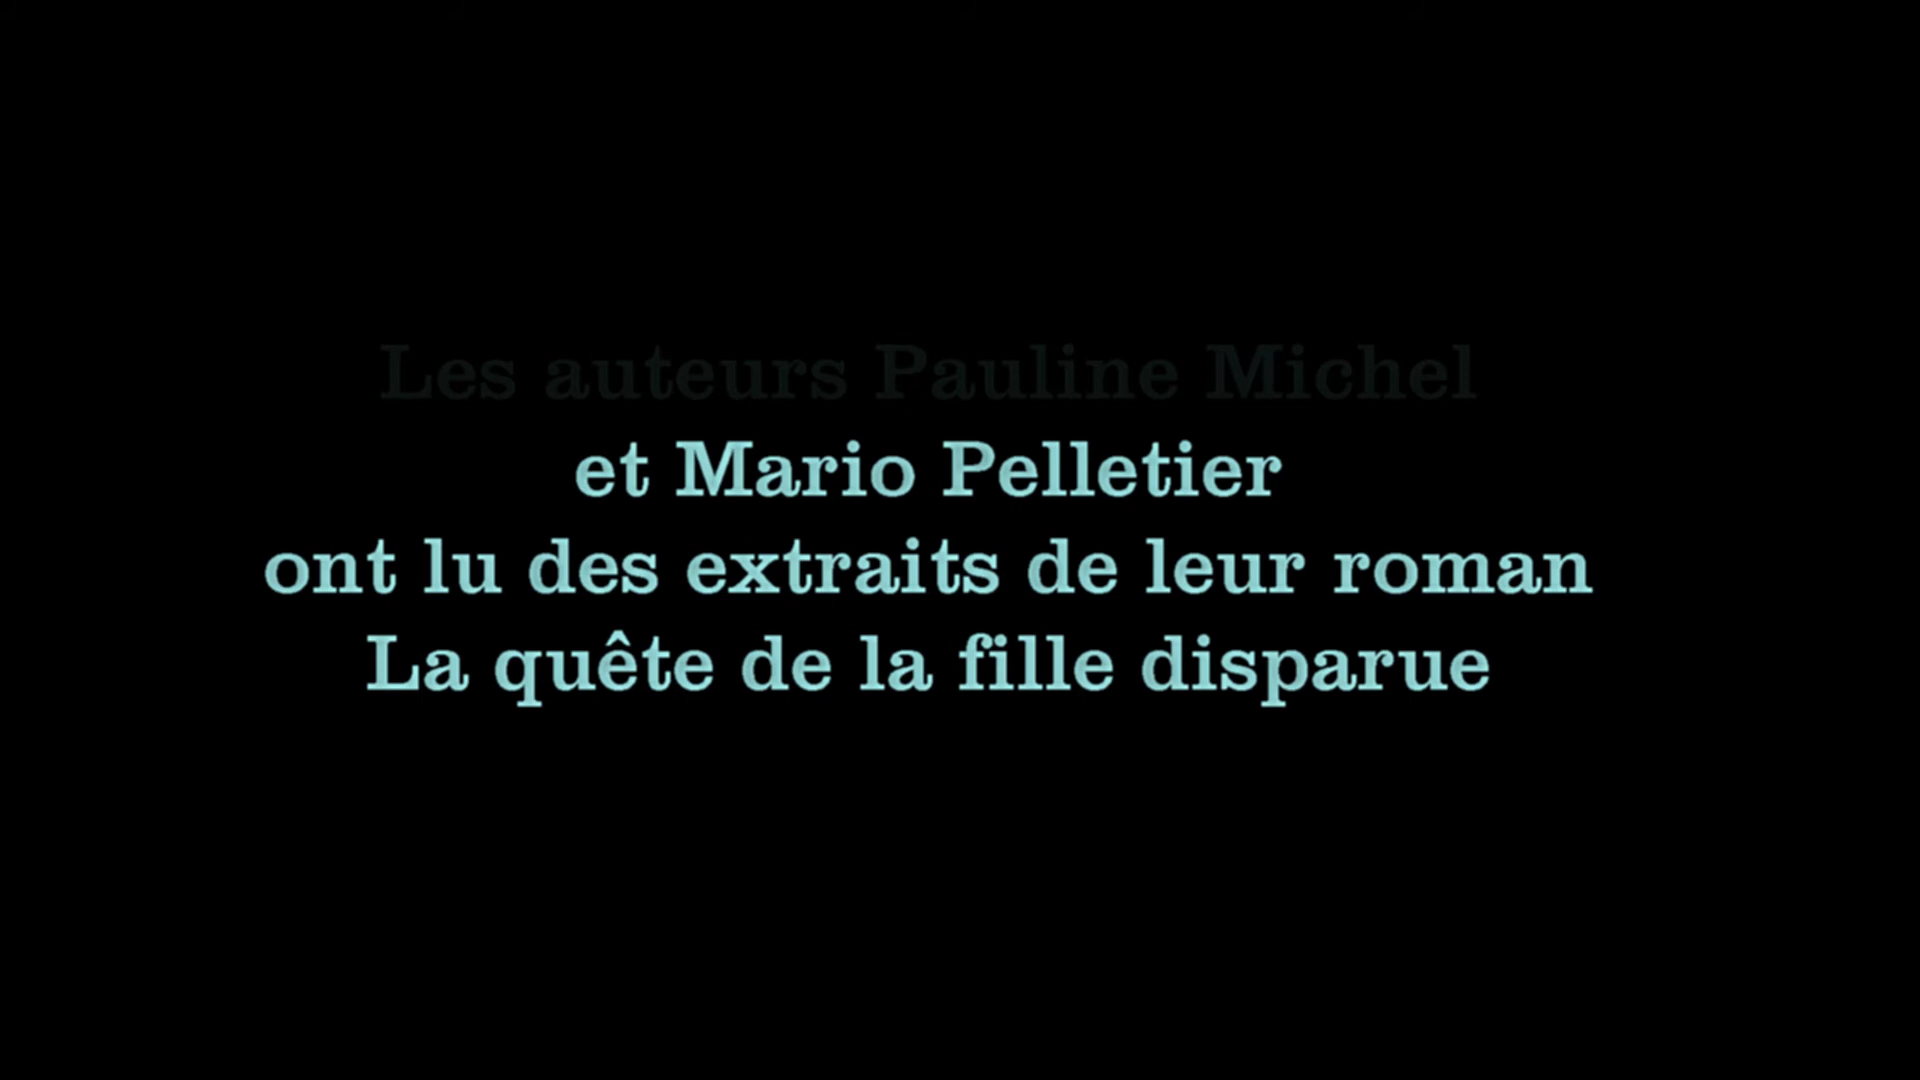 Les auteurs Pauline Michel
et Mario Pelletier
ont lu des extraits de leur roman
La quête de la fille disparue